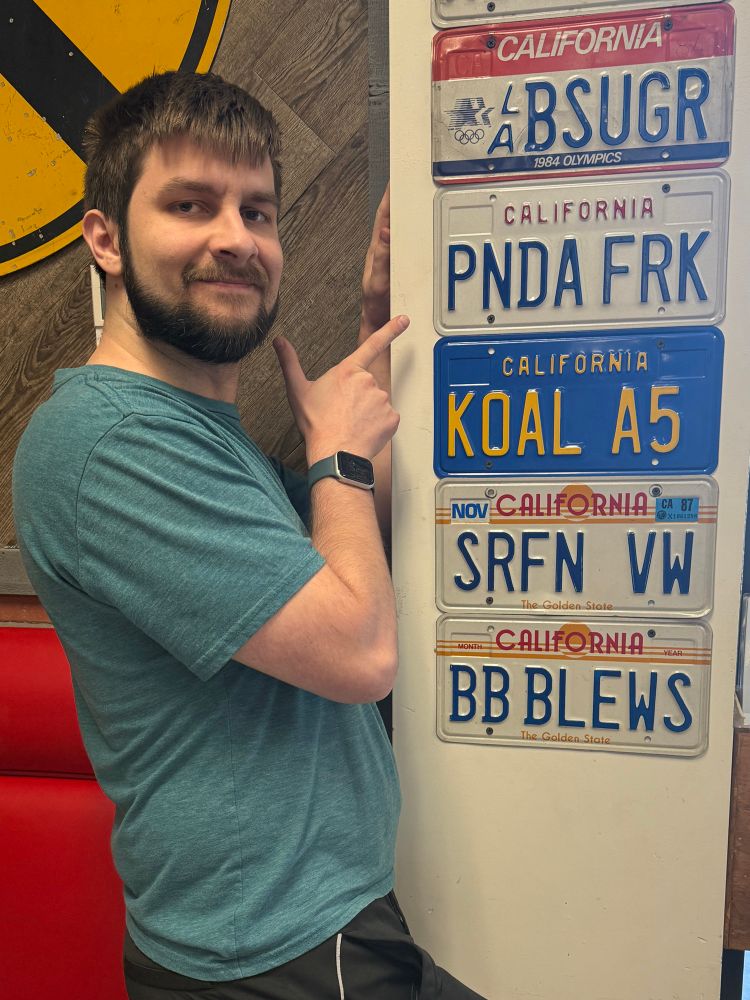 CALIFORNIA
LA BSUGR
1984 OLYMPICS
CALIFORNIA
PNDA FRK
CALIFORNIA
KOAL A5
NOV CALIFORNIA CA 87
SRFN VW
The Golden State
CALIFORNIA
MONTH YEAR
BB BLEWS
The Golden State